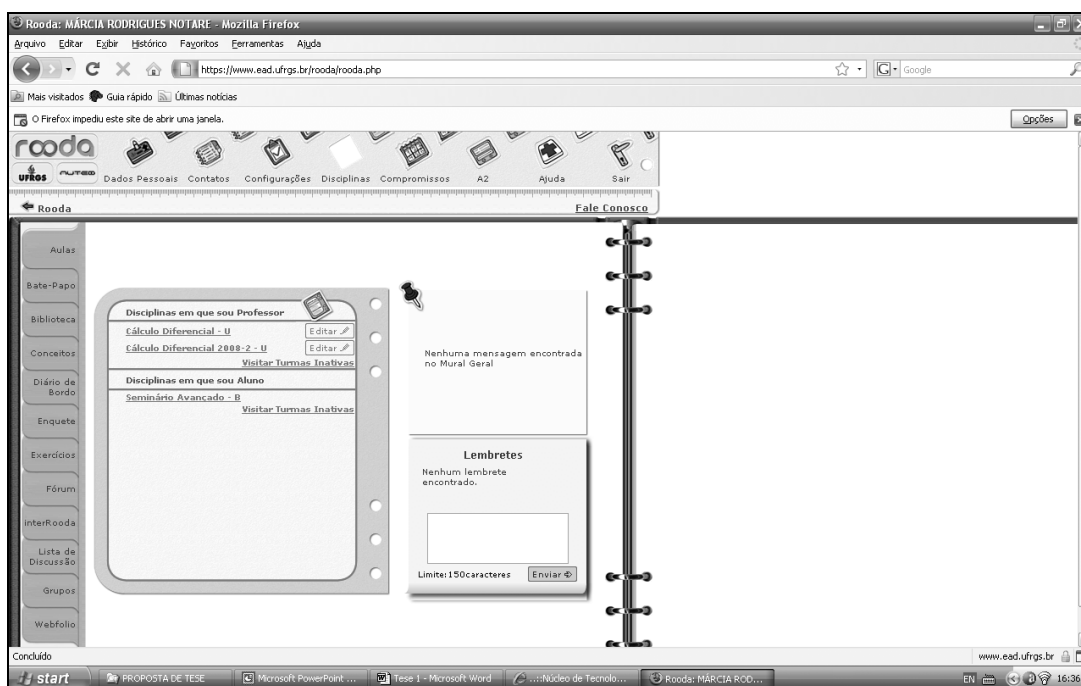 Rooda: MÁRCIA RODRIGUES NOTARE - Mozilla Firefox
Arquivo Editar Exibir Histórico Favoritos Ferramentas Ajuda
https://www.ead.ufrgs.br/rooda/rooda.php
G Google
Mais visitados Guia rápido Últimas notícias
O Firefox impediu este site de abrir uma janela. Opções
rooda
UFRGS NUTED
Dados Pessoais Contatos Configurações Disciplinas Compromissos A2 Ajuda Sair
Rooda Fale Conosco
Aulas
Bate-Papo
Biblioteca
Conceitos
Diário de
Bordo
Enquete
Exercícios
Fórum
interRooda
Lista de
Discussão
Grupos
Webfolio
Disciplinas em que sou Professor
Cálculo Diferencial - U Editar
Cálculo Diferencial 2008-2 - U Editar
Visitar Turmas Inativas
Disciplinas em que sou Aluno
Seminário Avançado - B
Visitar Turmas Inativas
Nenhuma mensagem encontrada
no Mural Geral
Lembretes
Nenhum lembrete
encontrado.
Limite:150caracteres Enviar
Concluído www.ead.ufrgs.br
start PROPOSTA DE TESE Microsoft PowerPoint ... Tese 1 - Microsoft Word ..::Núcleo de Tecnolo... Rooda: MÁRCIA ROD... EN 16:36